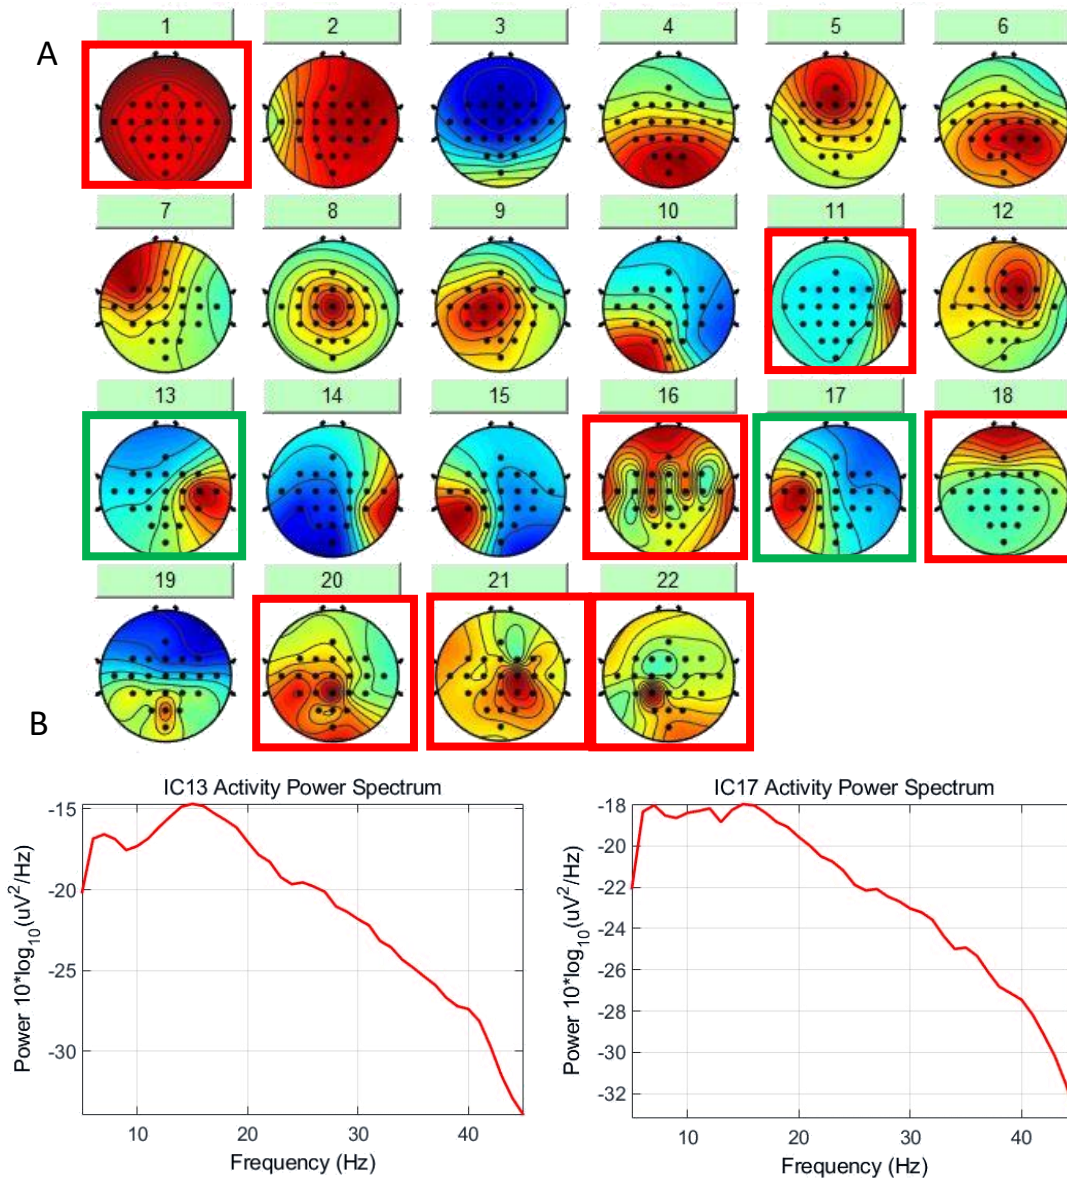 A
1 2 3 4 5 6
7 8 9 10 11 12
13 14 15 16 17 18
19 20 21 22
B
IC13 Activity Power Spectrum
-15
-20
-25
-30
Power 10*log10(uV2/Hz)
10 20 30 40
Frequency (Hz)
IC17 Activity Power Spectrum
-18
-20
-22
-24
-26
-28
-30
-32
Power 10*log10(uV2/Hz)
10 20 30 40
Frequency (Hz)